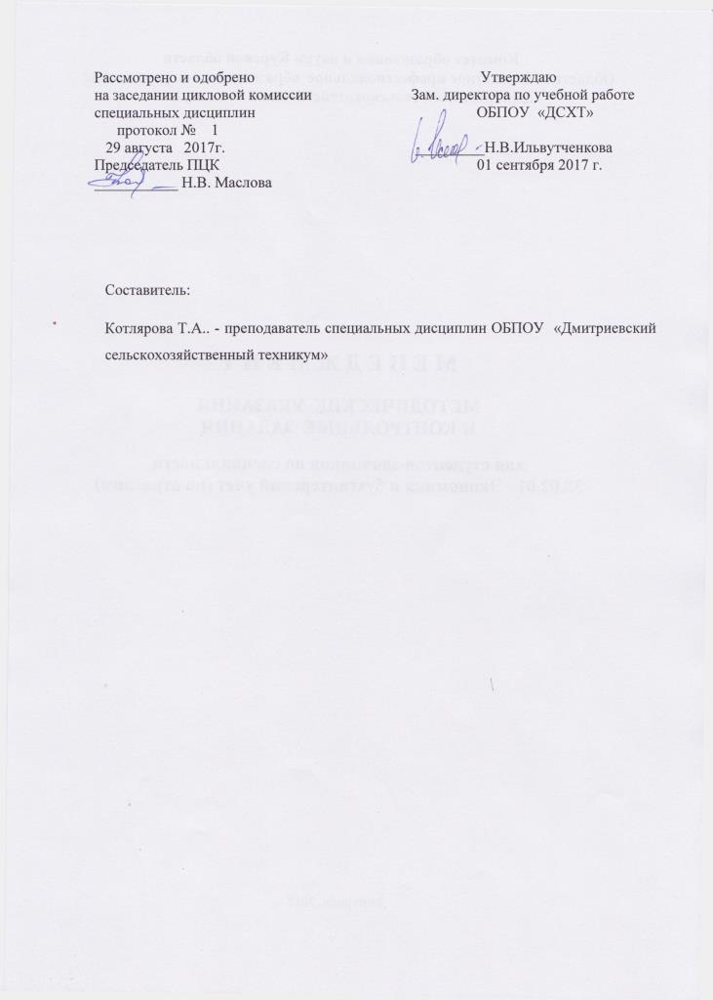 Рассмотрено и одобрено
на заседании цикловой комиссии
специальных дисциплин
протокол № 1
29 августа 2017г.
Председатель ПЦК
___________ Н.В. Маслова
Утверждаю
Зам. директора по учебной работе
ОБПОУ «ДСХТ»
_________Н.В.Ильвутченкова
01 сентября 2017 г.
Составитель:
Котлярова Т.А.. - преподаватель специальных дисциплин ОБПОУ «Дмитриевский
сельскохозяйственный техникум»